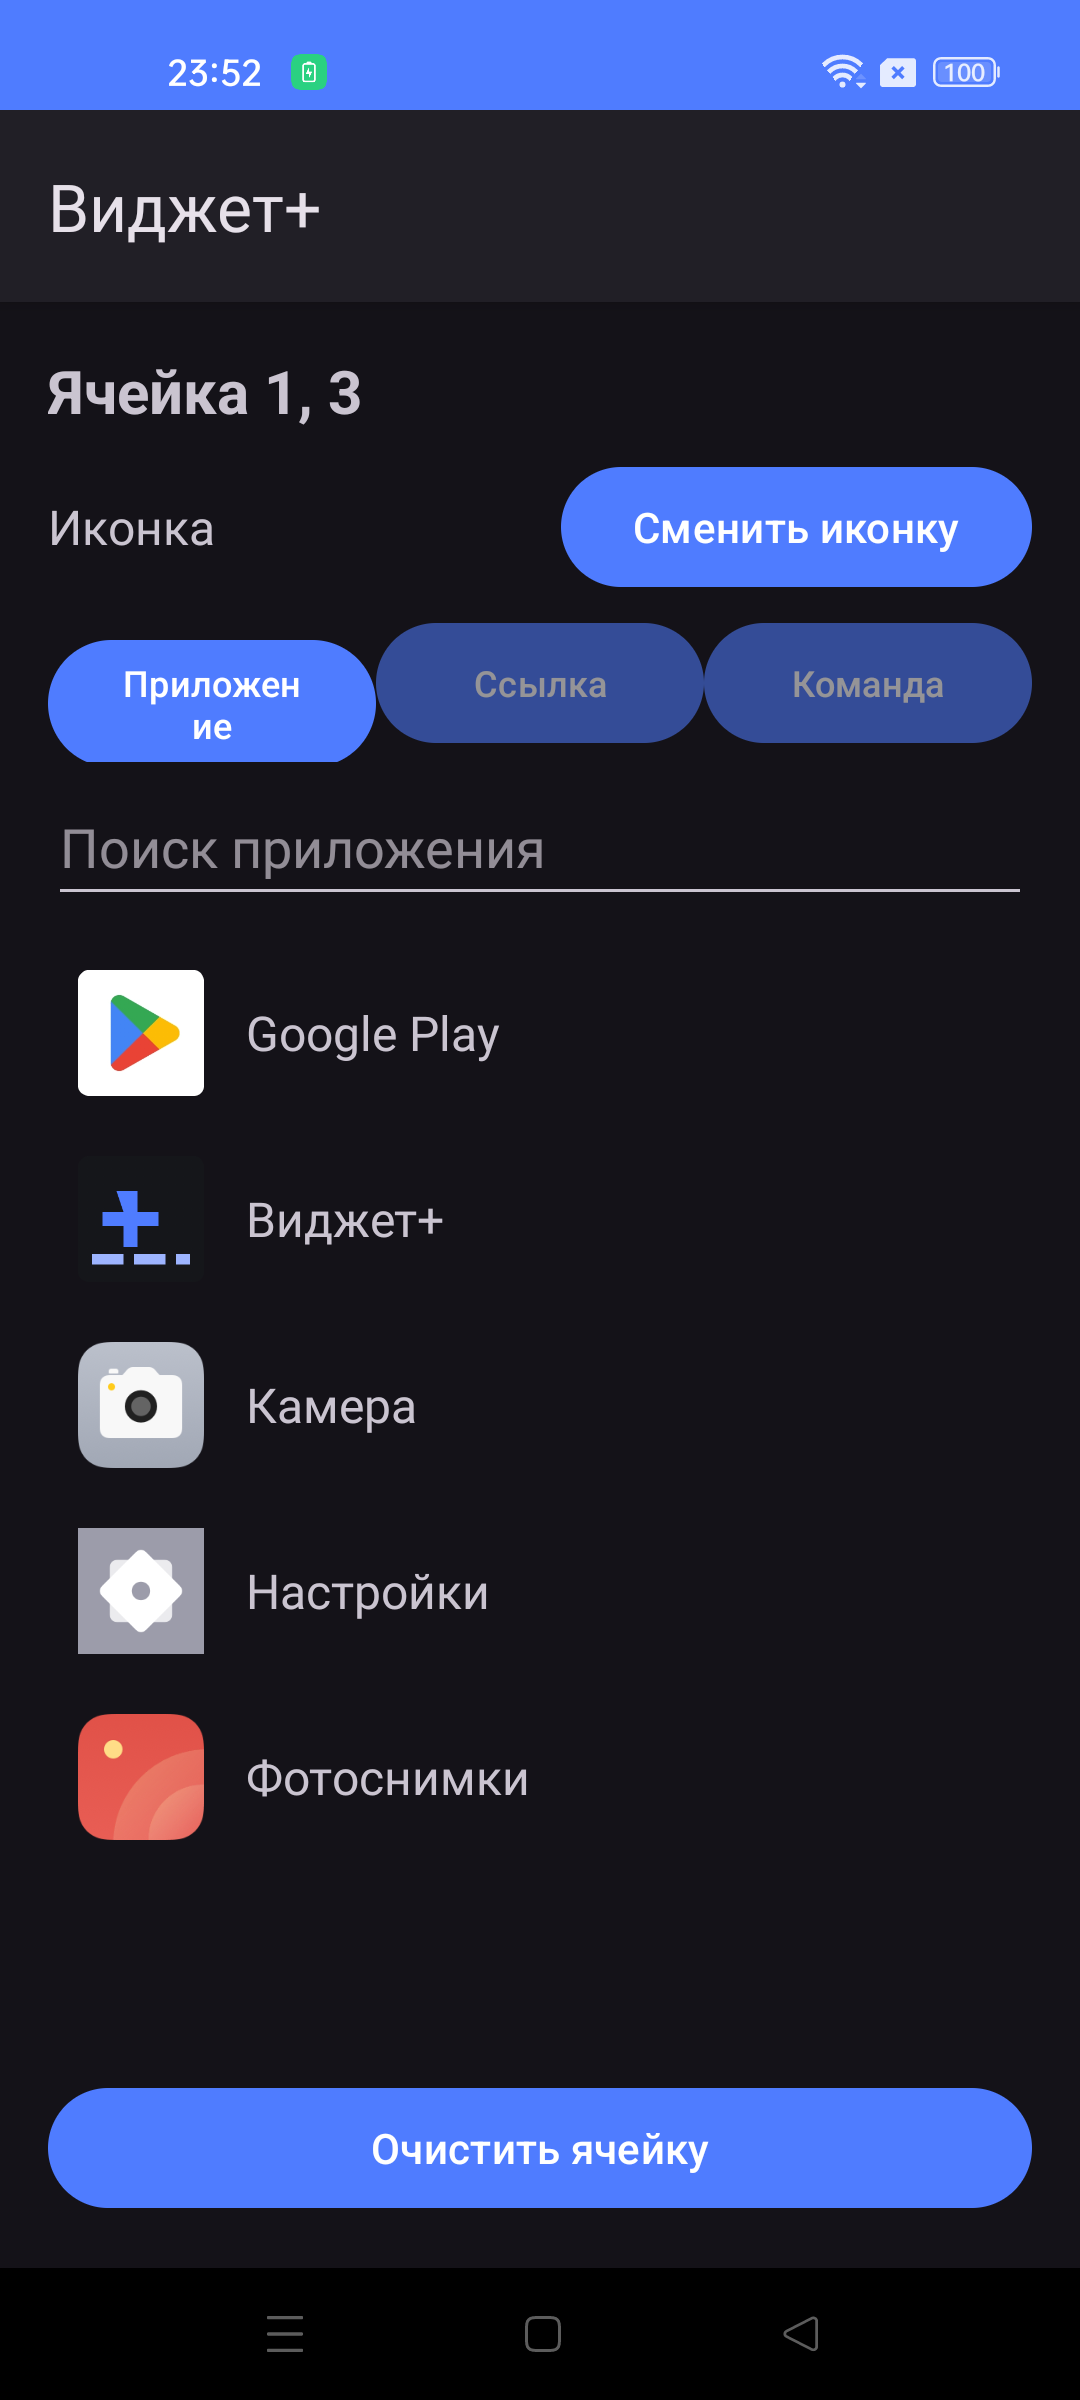 23:52
100
Виджет+
Ячейка 1, 3
Иконка
Сменить иконку
Приложен
ие
Ссылка
Команда
Поиск приложения
Google Play
Виджет+
Камера
Настройки
Фотоснимки
Очистить ячейку